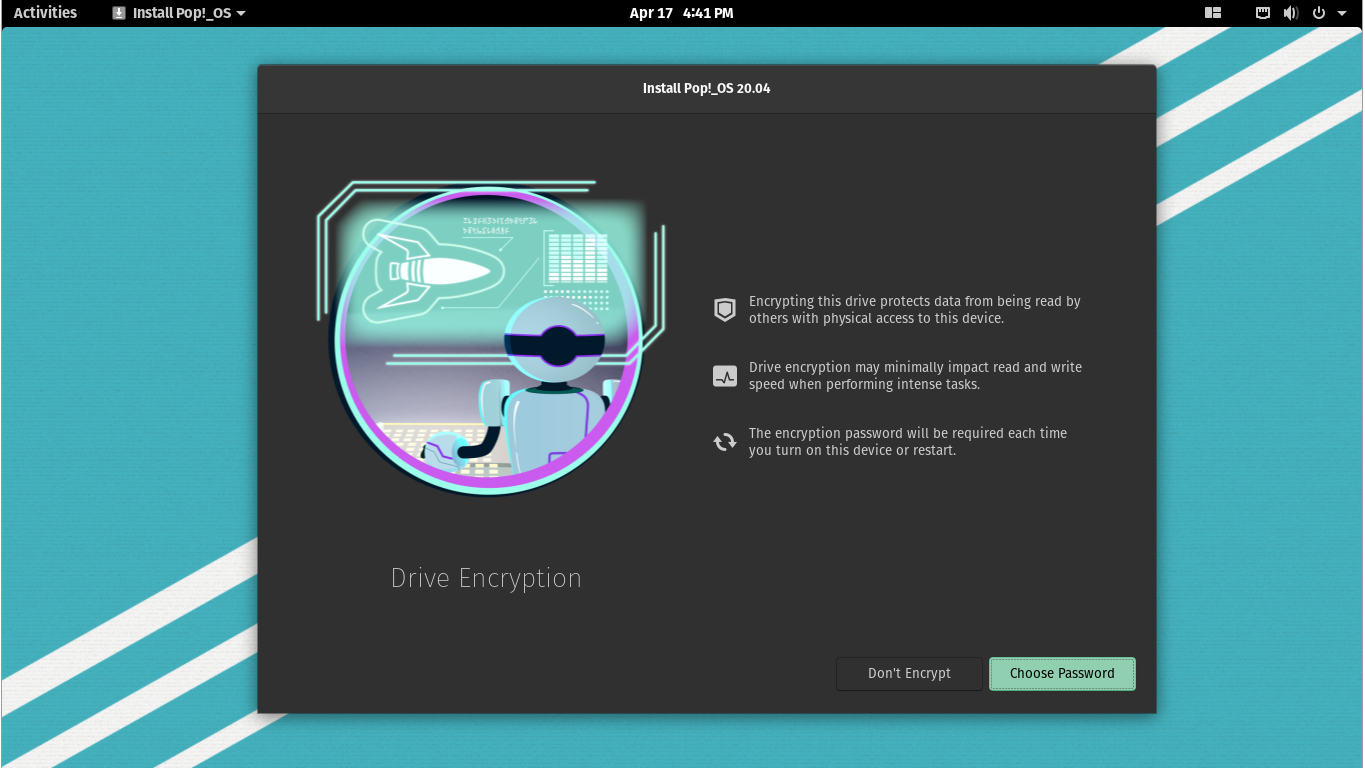 Activities
Install Pop!_OS
Apr 17 4:41 PM
Install Pop!_OS 20.04
Encrypting this drive protects data from being read by
others with physical access to this device.
Drive encryption may minimally impact read and write
speed when performing intense tasks.
The encryption password will be required each time
you turn on this device or restart.
Drive Encryption
Don't Encrypt
Choose Password